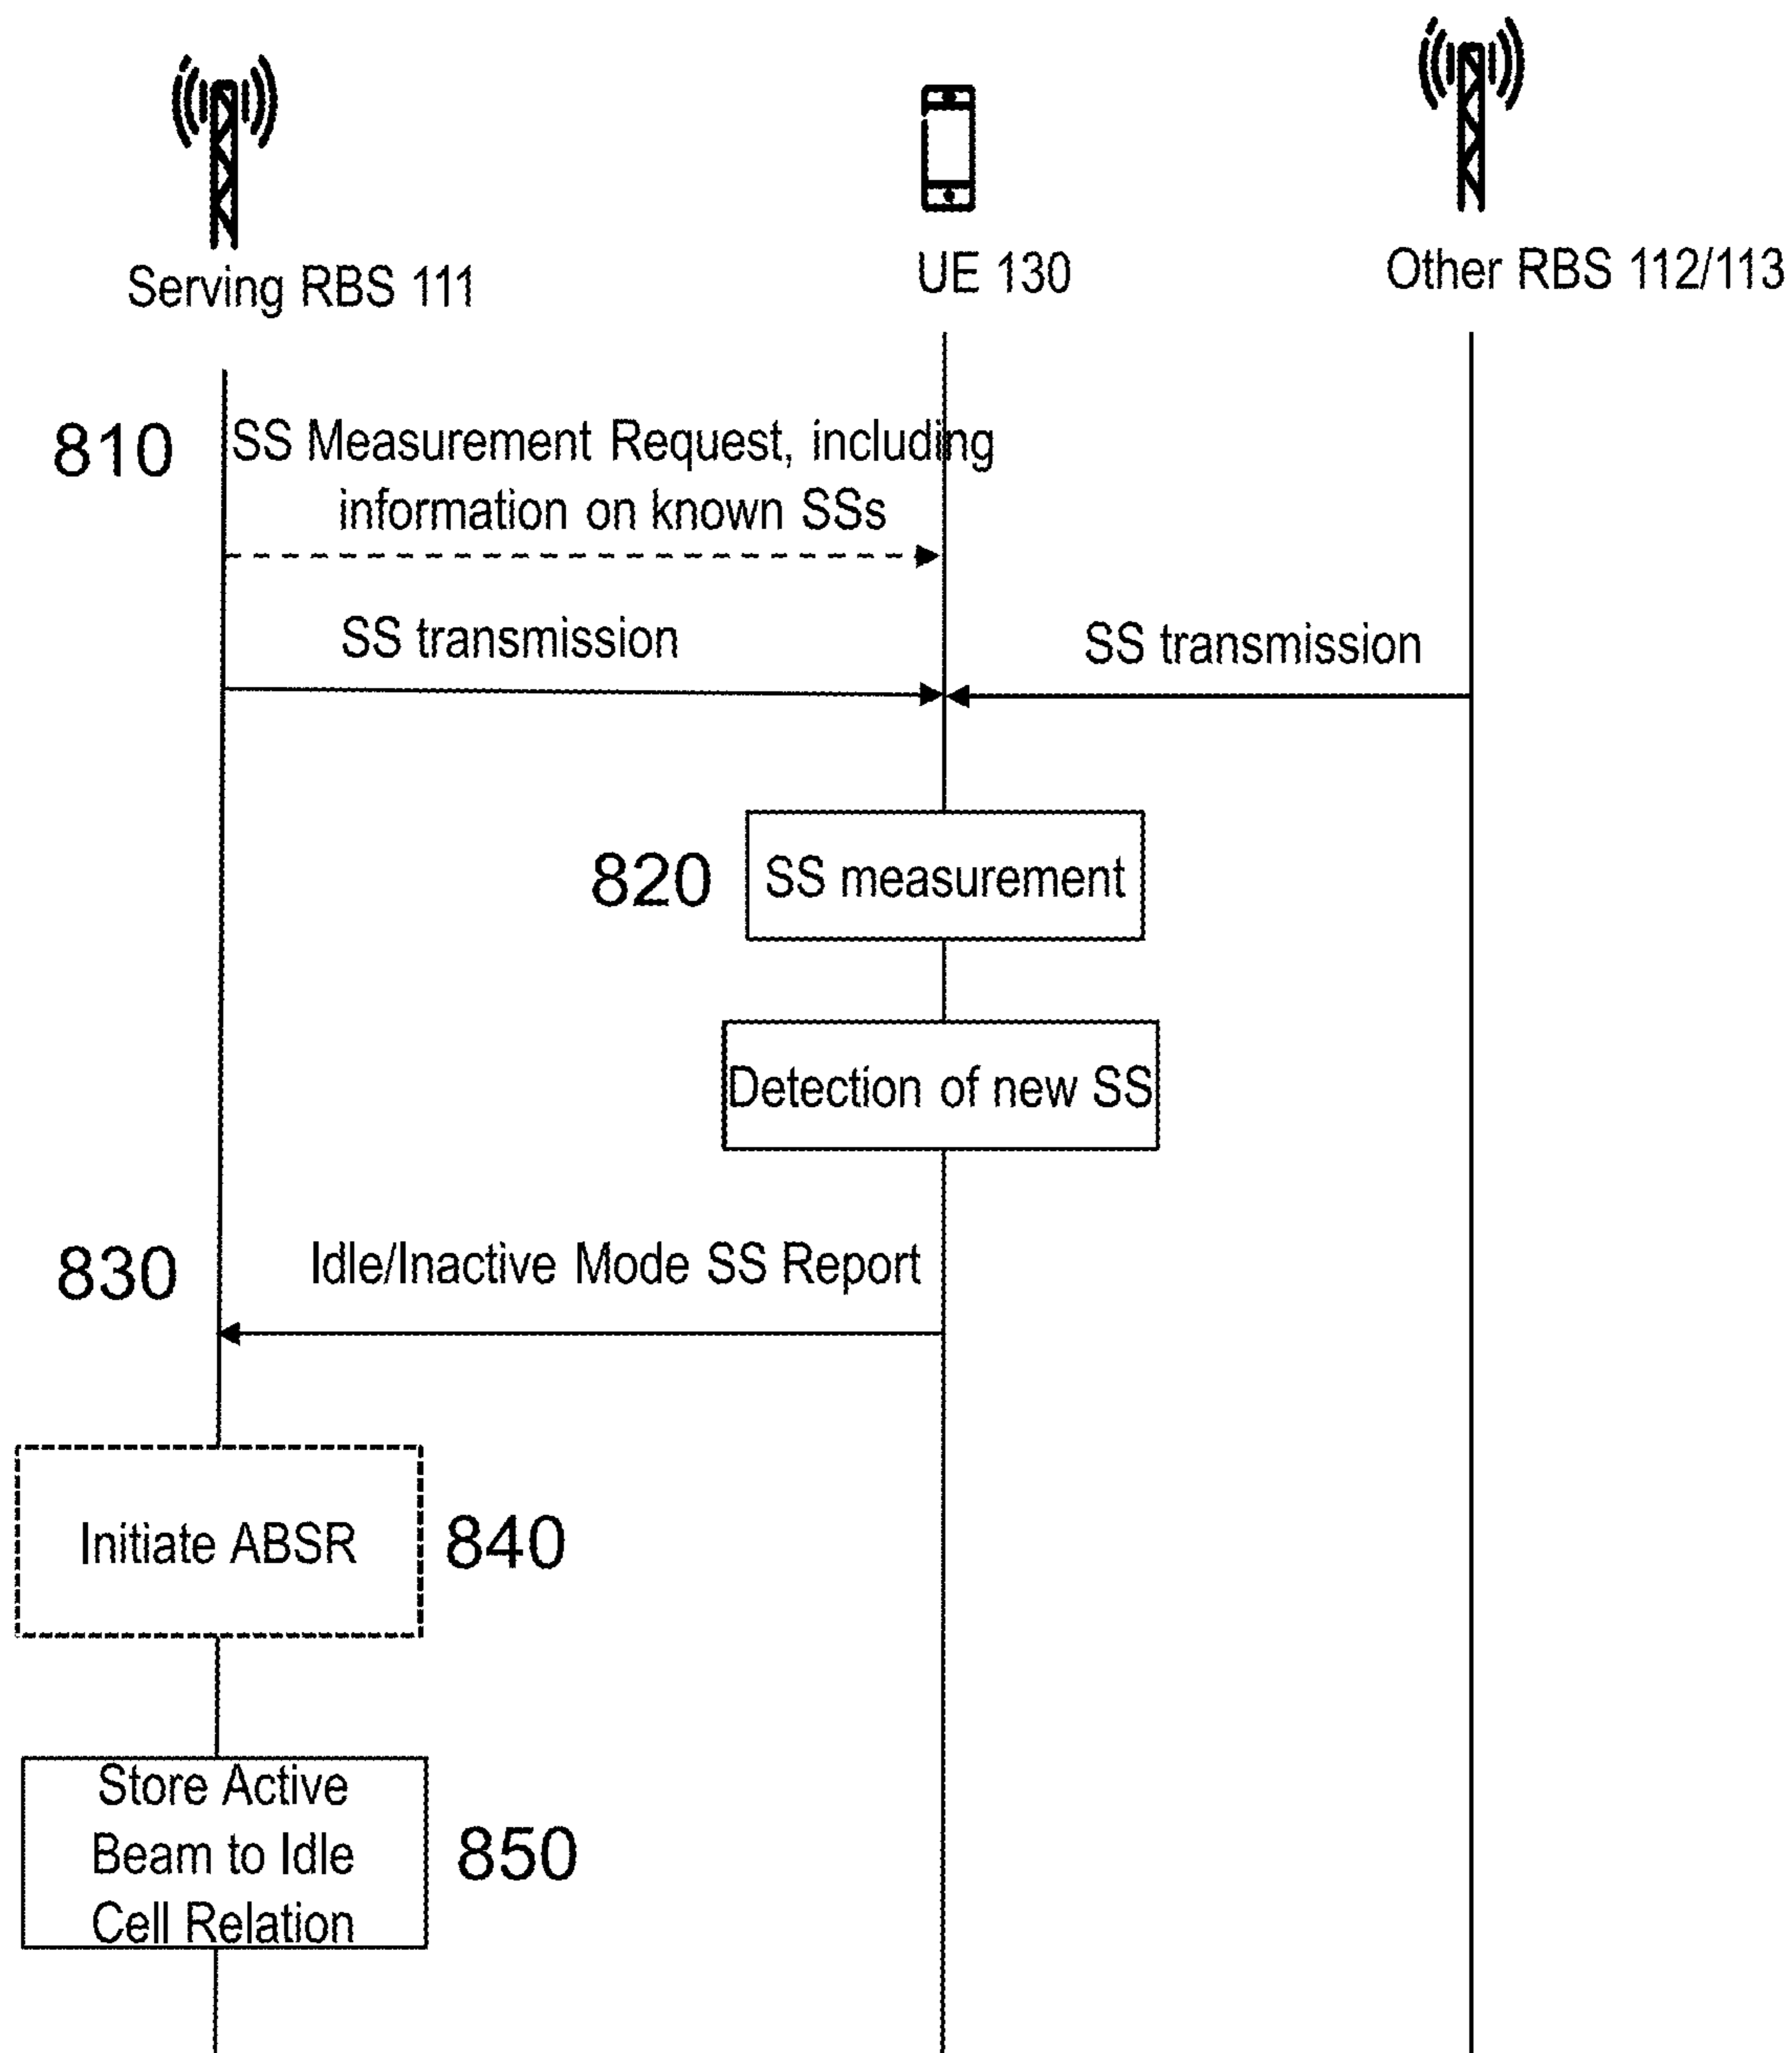 Serving RBS 111
UE 130
Other RBS 112/113
810
SS Measurement Request, including
information on known SSs
SS transmission
SS transmission
820
SS measurement
Detection of new SS
830
Idle/Inactive Mode SS Report
Initiate ABSR
840
Store Active
Beam to Idle
Cell Relation
850